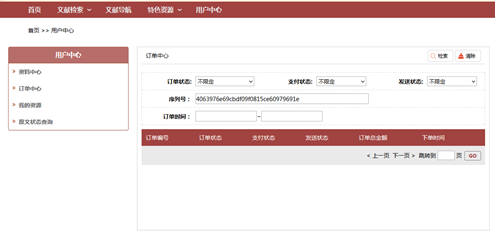 首页 文献检索 文献导航 特色资源 用户中心
首页 >> 用户中心
用户中心
> 资料中心
> 订单中心
> 我的资源
> 原文状态查询
订单中心 检索 清除
订单状态: 不限定 支付状态: 不限定 发送状态: 不限定
序列号: 4063976e69cbdf09f0815ce60979691e
订单时间: –
订单编号 订单状态 支付状态 发送状态 订单总金额 下单时间
< 上一页 下一页 > 跳转到 页 GO